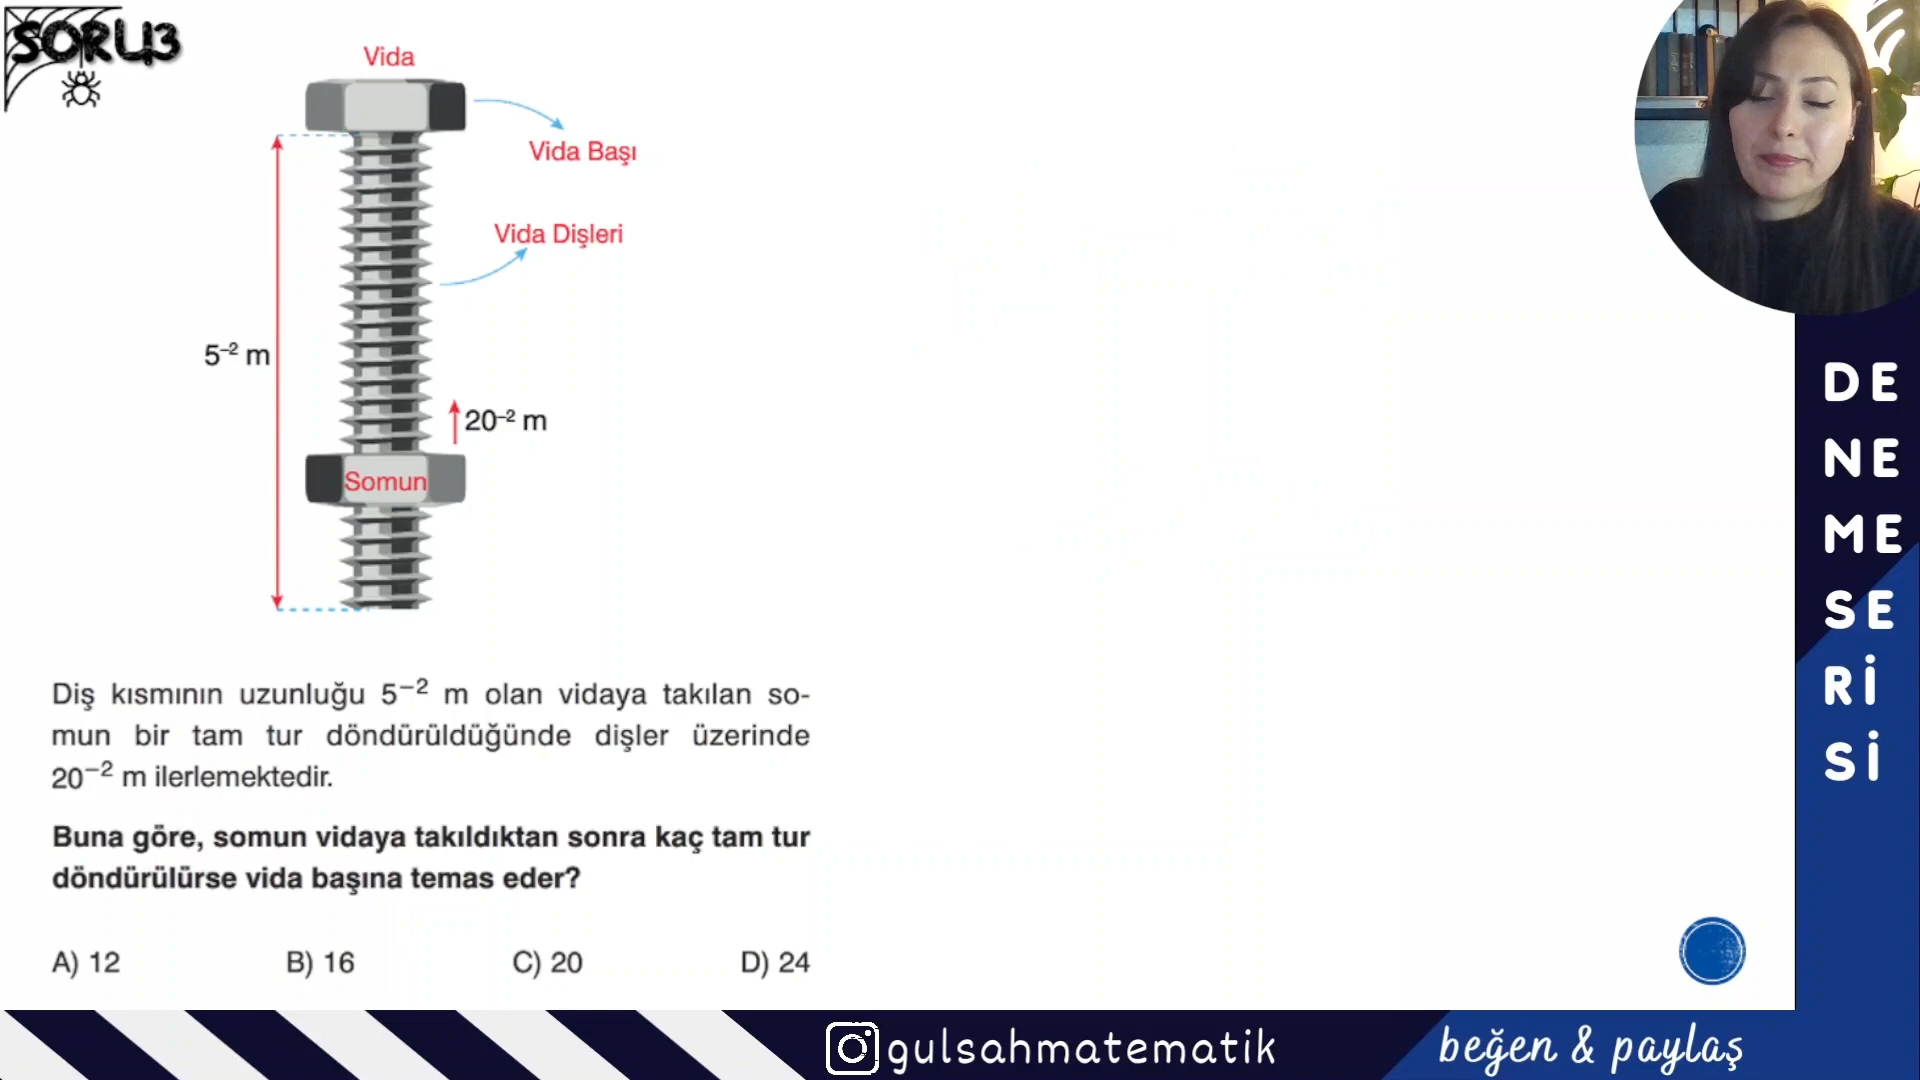 SORU3
Vida
Vida Başı
Vida Dişleri
5⁻² m
20⁻² m
Somun
Diş kısmının uzunluğu 5⁻² m olan vidaya takılan so-
mun bir tam tur döndürüldüğünde dişler üzerinde
20⁻² m ilerlemektedir.
Buna göre, somun vidaya takıldıktan sonra kaç tam tur
döndürülürse vida başına temas eder?
A) 12 B) 16 C) 20 D) 24
DE
NE
ME
SE
Rİ
Sİ
gulsahmatematik
beğen & paylaş